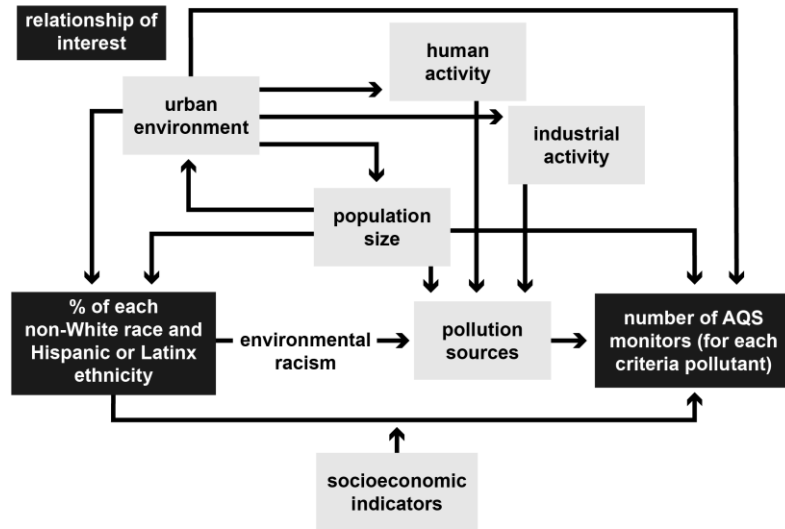 relationship of
interest
human
activity
urban
environment
industrial
activity
population
size
% of each
non-White race and
Hispanic or Latinx
ethnicity
environmental
racism
pollution
sources
number of AQS
monitors (for each
criteria pollutant)
socioeconomic
indicators